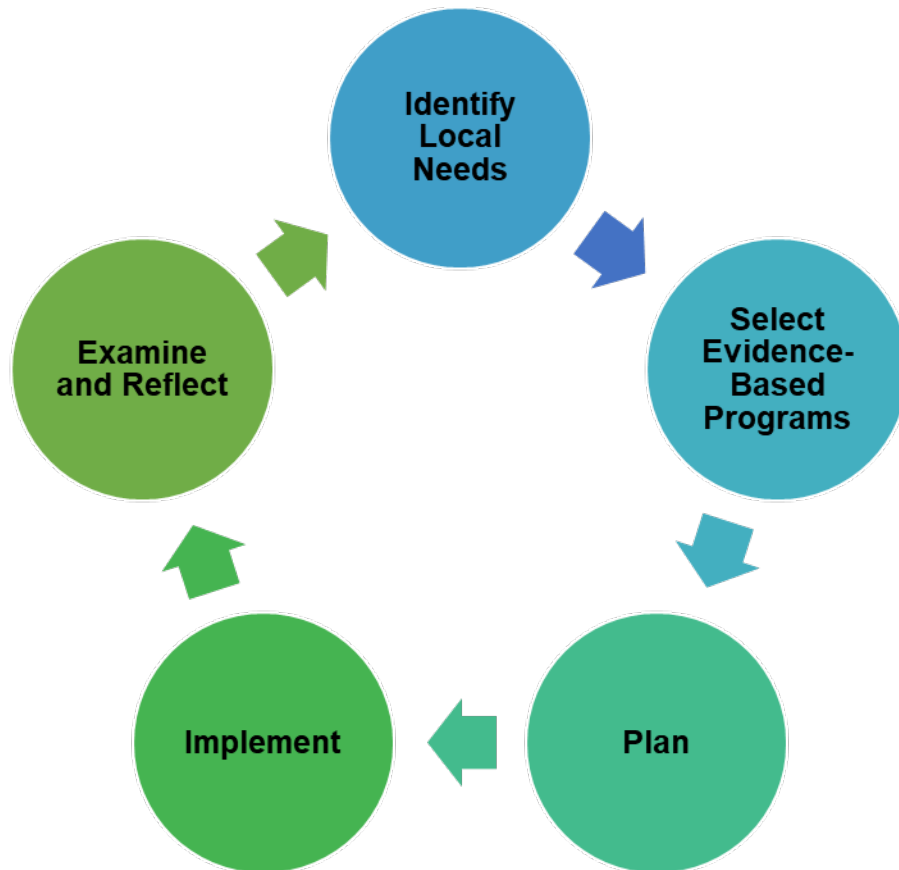 Identify
Local
Needs
Select
Evidence-
Based
Programs
Plan
Implement
Examine
and Reflect